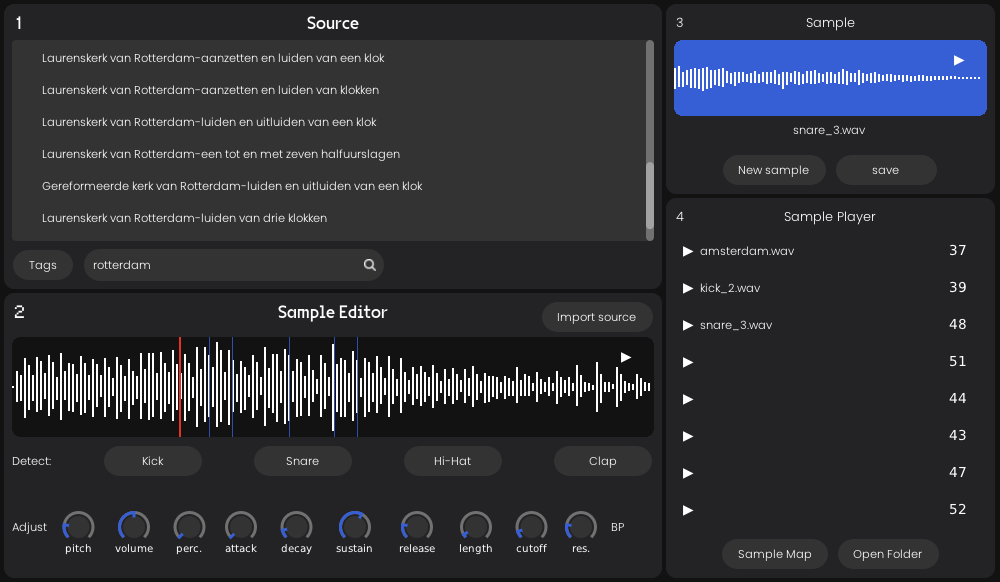 1
Source
Laurenskerk van Rotterdam-aanzetten en luiden van een klok
Laurenskerk van Rotterdam-aanzetten en luiden van klokken
Laurenskerk van Rotterdam-luiden en uitluiden van een klok
Laurenskerk van Rotterdam-een tot en met zeven halfuurslagen
Gereformeerde kerk van Rotterdam-luiden en uitluiden van een klok
Laurenskerk van Rotterdam-luiden van drie klokken
Tags
rotterdam
2
Sample Editor
Import source
Detect:
Kick
Snare
Hi-Hat
Clap
Adjust
pitch
volume
perc.
attack
decay
sustain
release
length
cutoff
res.
BP
3
Sample
snare_3.wav
New sample
save
4
Sample Player
amsterdam.wav 37
kick_2.wav 39
snare_3.wav 48
51
44
43
47
52
Sample Map
Open Folder